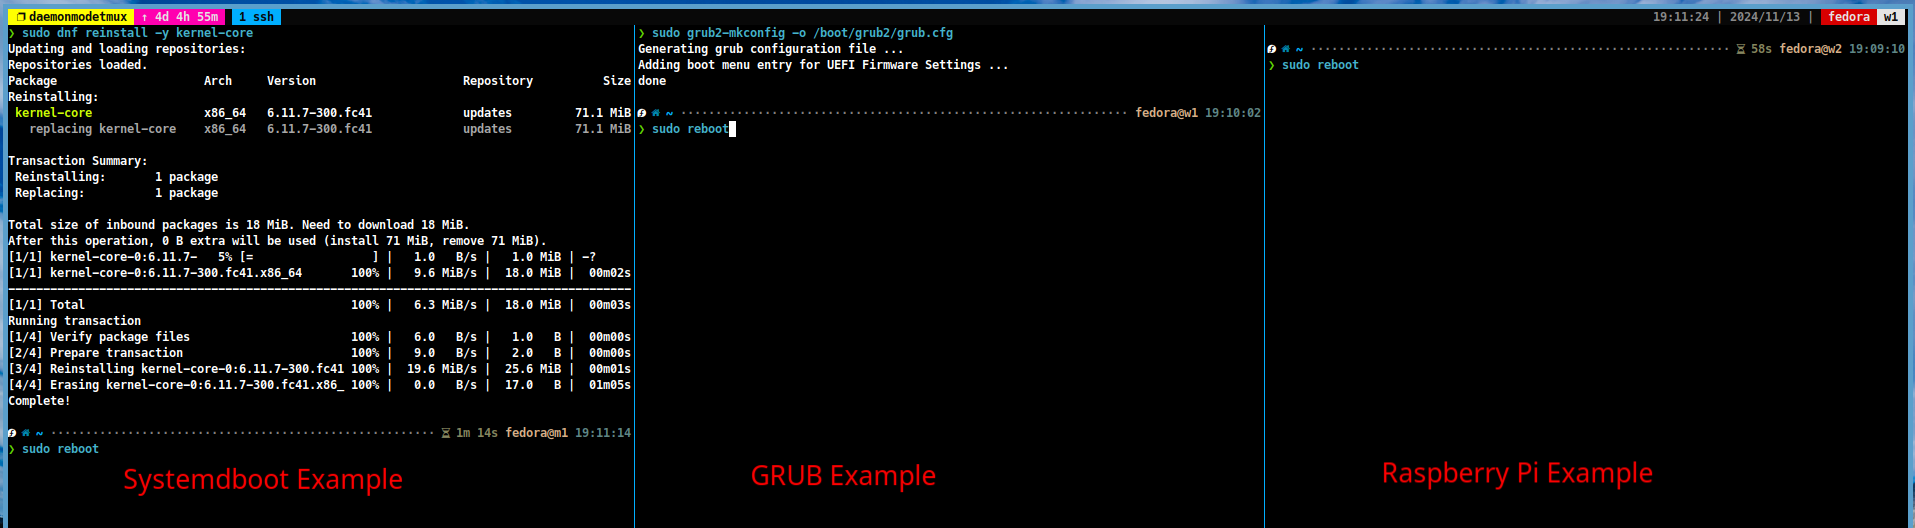 daemonmodetmux ↑ 4d 4h 55m 1 ssh 19:11:24 | 2024/11/13 | fedora w1
❯ sudo dnf reinstall -y kernel-core
Updating and loading repositories:
Repositories loaded.
Package Arch Version Repository Size
Reinstalling:
kernel-core x86_64 6.11.7-300.fc41 updates 71.1 MiB
replacing kernel-core x86_64 6.11.7-300.fc41 updates 71.1 MiB
Transaction Summary:
Reinstalling: 1 package
Replacing: 1 package
Total size of inbound packages is 18 MiB. Need to download 18 MiB.
After this operation, 0 B extra will be used (install 71 MiB, remove 71 MiB).
[1/1] kernel-core-0:6.11.7- 5% [= ] | 1.0 B/s | 1.0 MiB | -?
[1/1] kernel-core-0:6.11.7-300.fc41.x86_64 100% | 9.6 MiB/s | 18.0 MiB | 00m02s
[1/1] Total 100% | 6.3 MiB/s | 18.0 MiB | 00m03s
Running transaction
[1/4] Verify package files 100% | 6.0 B/s | 1.0 B | 00m00s
[2/4] Prepare transaction 100% | 9.0 B/s | 2.0 B | 00m00s
[3/4] Reinstalling kernel-core-0:6.11.7-300.fc41 100% | 19.6 MiB/s | 25.6 MiB | 00m01s
[4/4] Erasing kernel-core-0:6.11.7-300.fc41.x86_ 100% | 0.0 B/s | 17.0 B | 01m05s
Complete!
~ 1m 14s fedora@m1 19:11:14
❯ sudo reboot
Systemdboot Example
❯ sudo grub2-mkconfig -o /boot/grub2/grub.cfg
Generating grub configuration file ...
Adding boot menu entry for UEFI Firmware Settings ...
done
~ fedora@w1 19:10:02
❯ sudo reboot
GRUB Example
~ 58s fedora@w2 19:09:10
❯ sudo reboot
Raspberry Pi Example